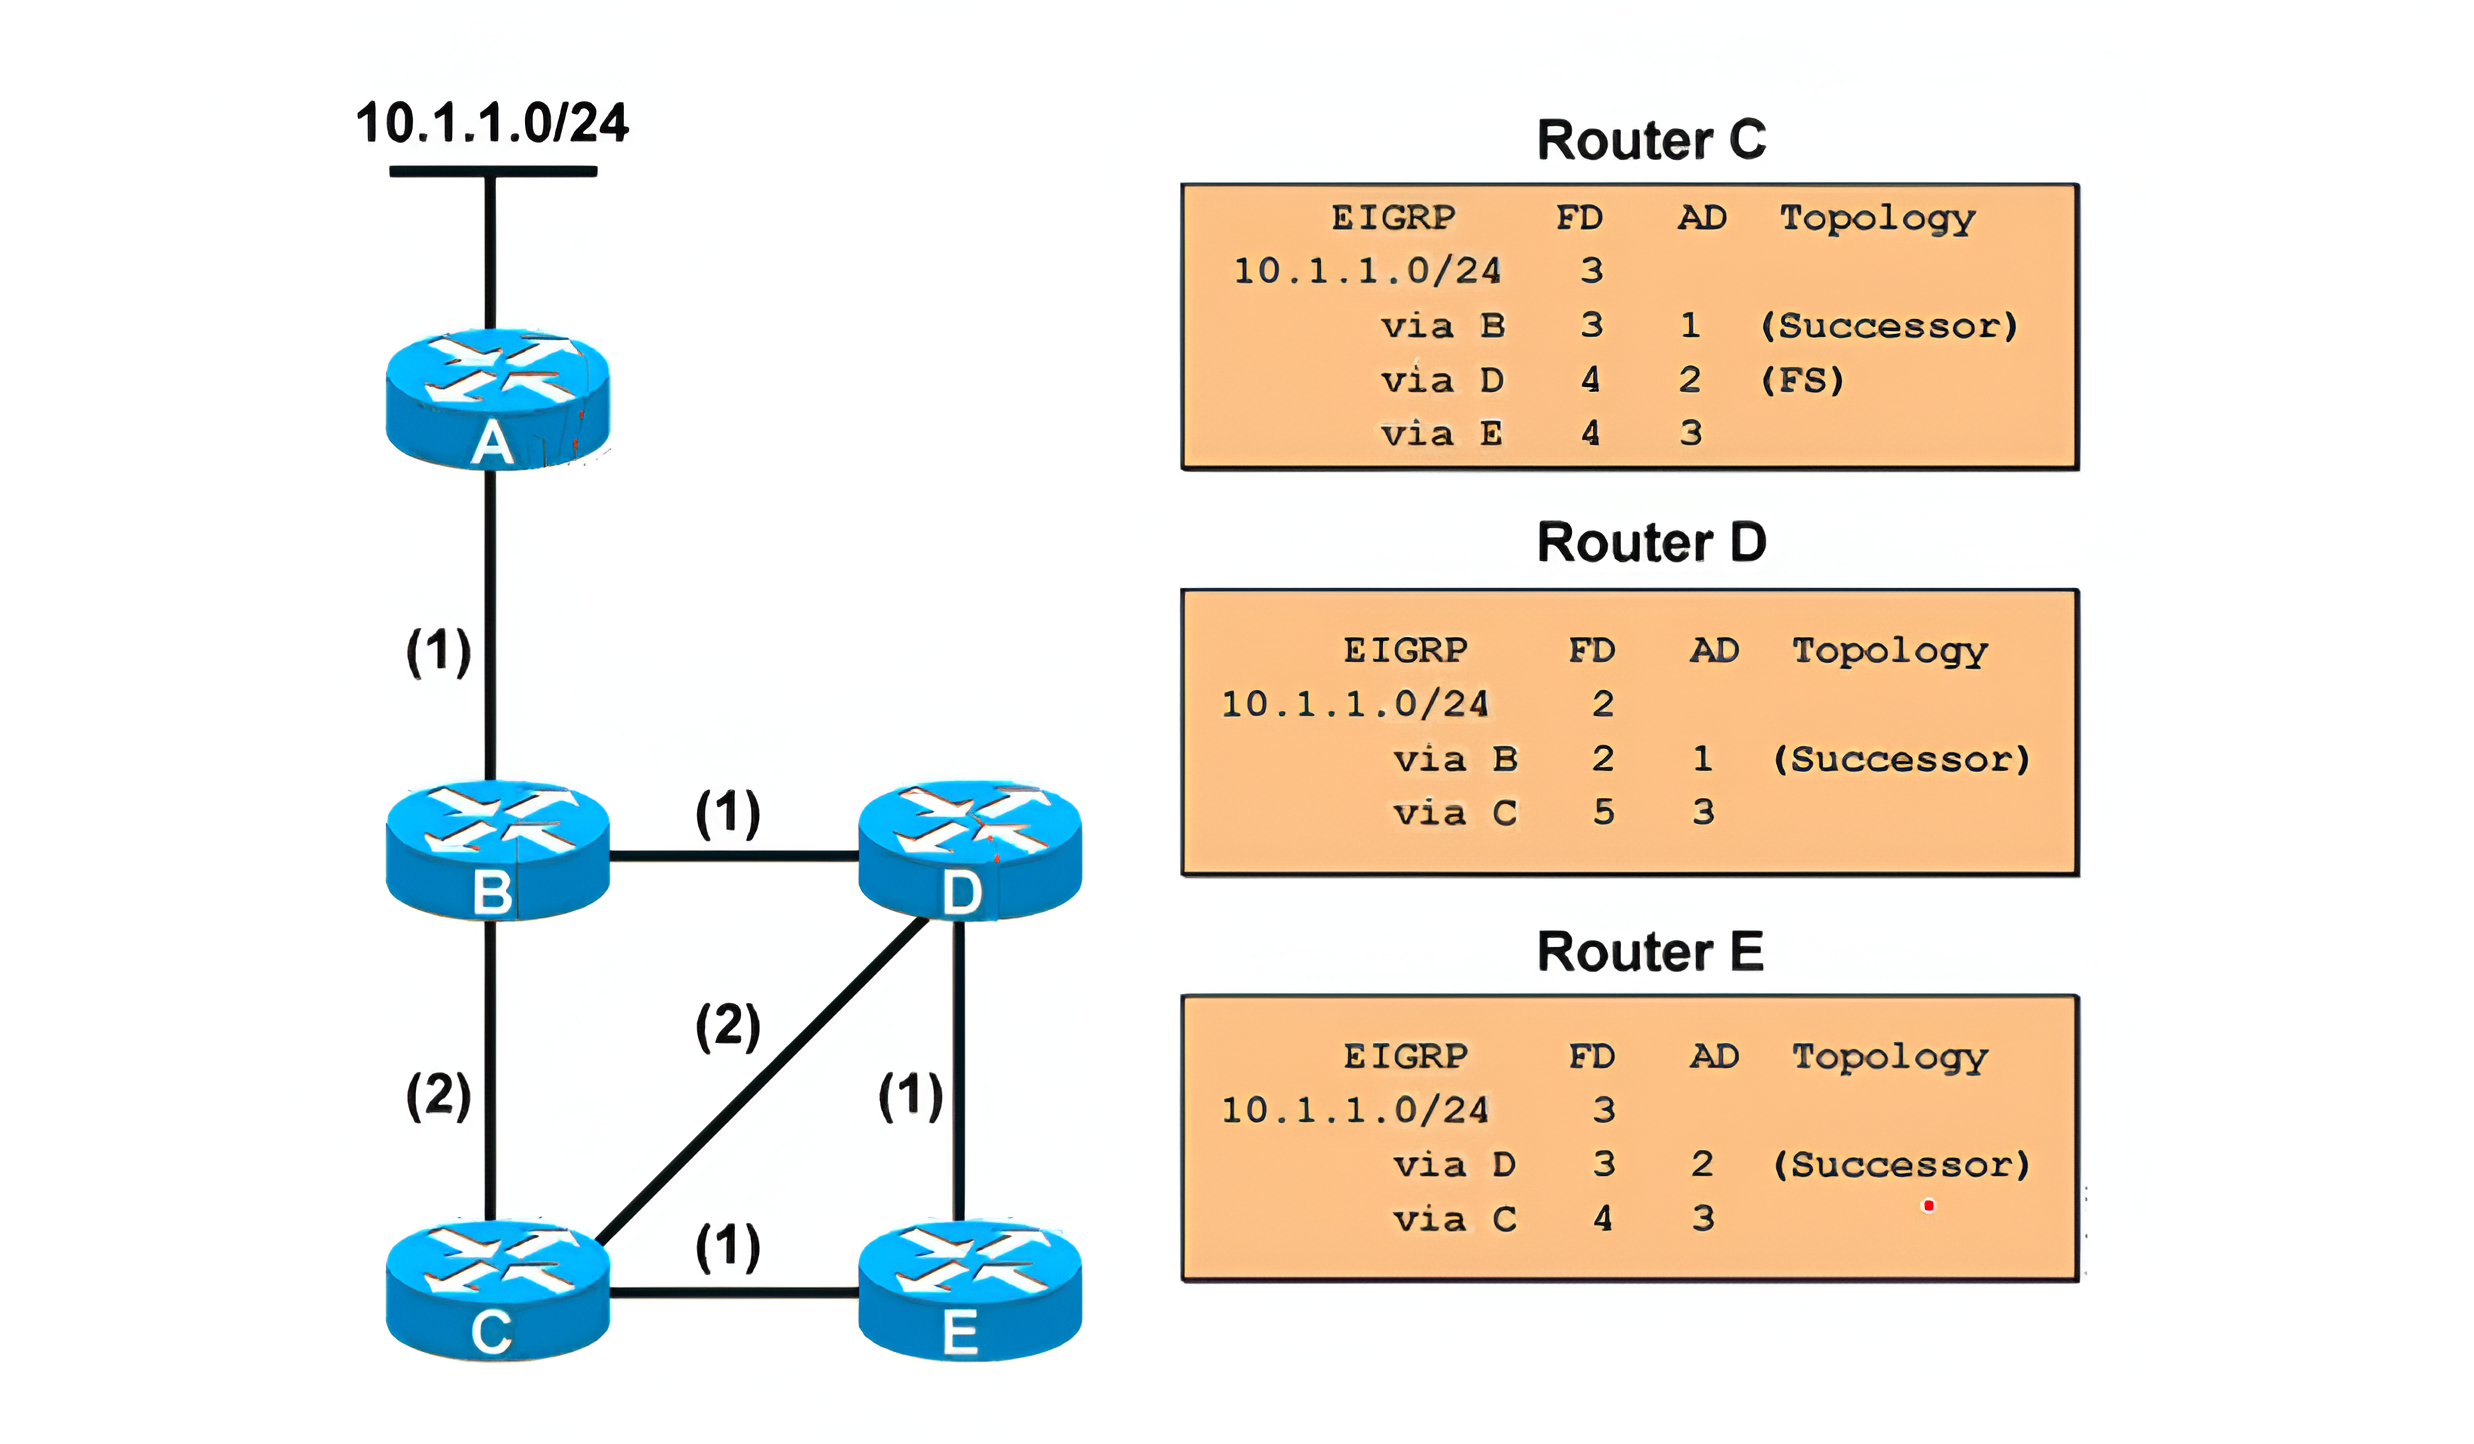 10.1.1.0/24
A
(1)
B
(1)
D
(2)
(2)
(1)
C
(1)
E
Router C
EIGRP FD AD Topology
10.1.1.0/24 3
via B 3 1 (Successor)
via D 4 2 (FS)
via E 4 3
Router D
EIGRP FD AD Topology
10.1.1.0/24 2
via B 2 1 (Successor)
via C 5 3
Router E
EIGRP FD AD Topology
10.1.1.0/24 3
via D 3 2 (Successor)
via C 4 3